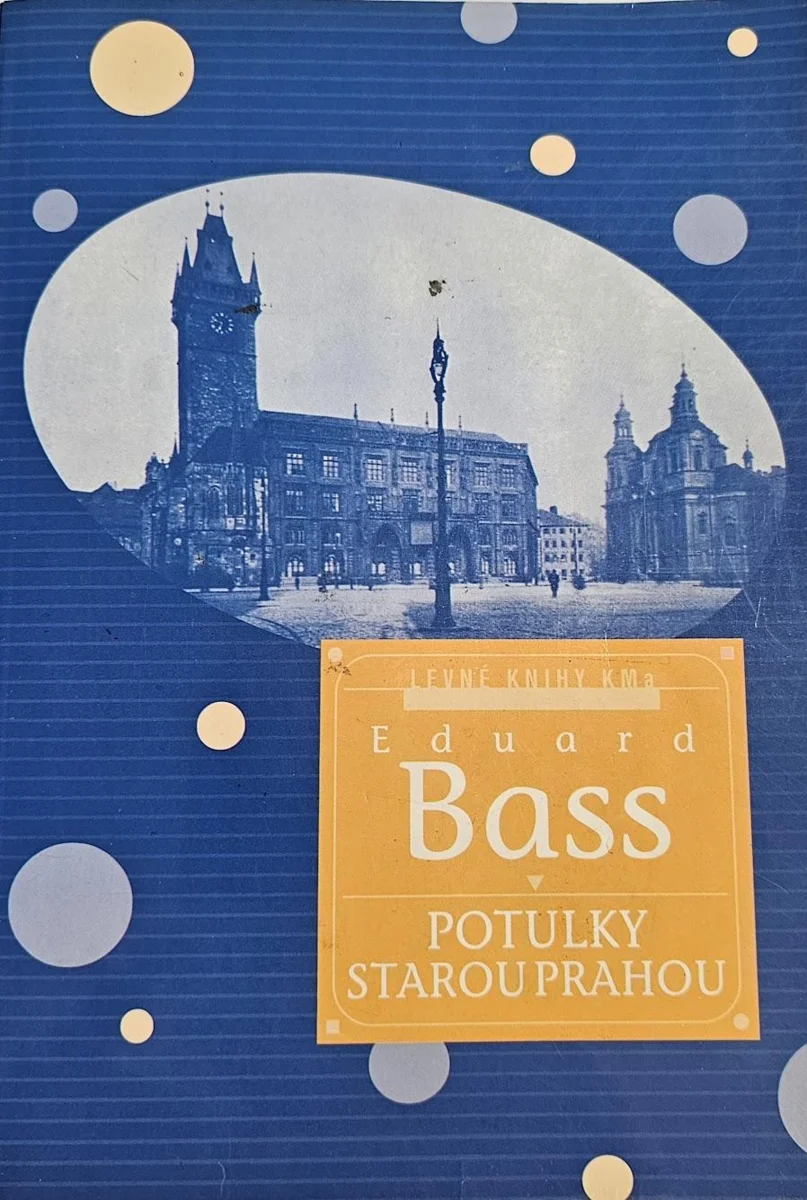 LEVNÉ KNIHY KMa
Eduard
Bass
POTULKY
STAROU PRAHOU